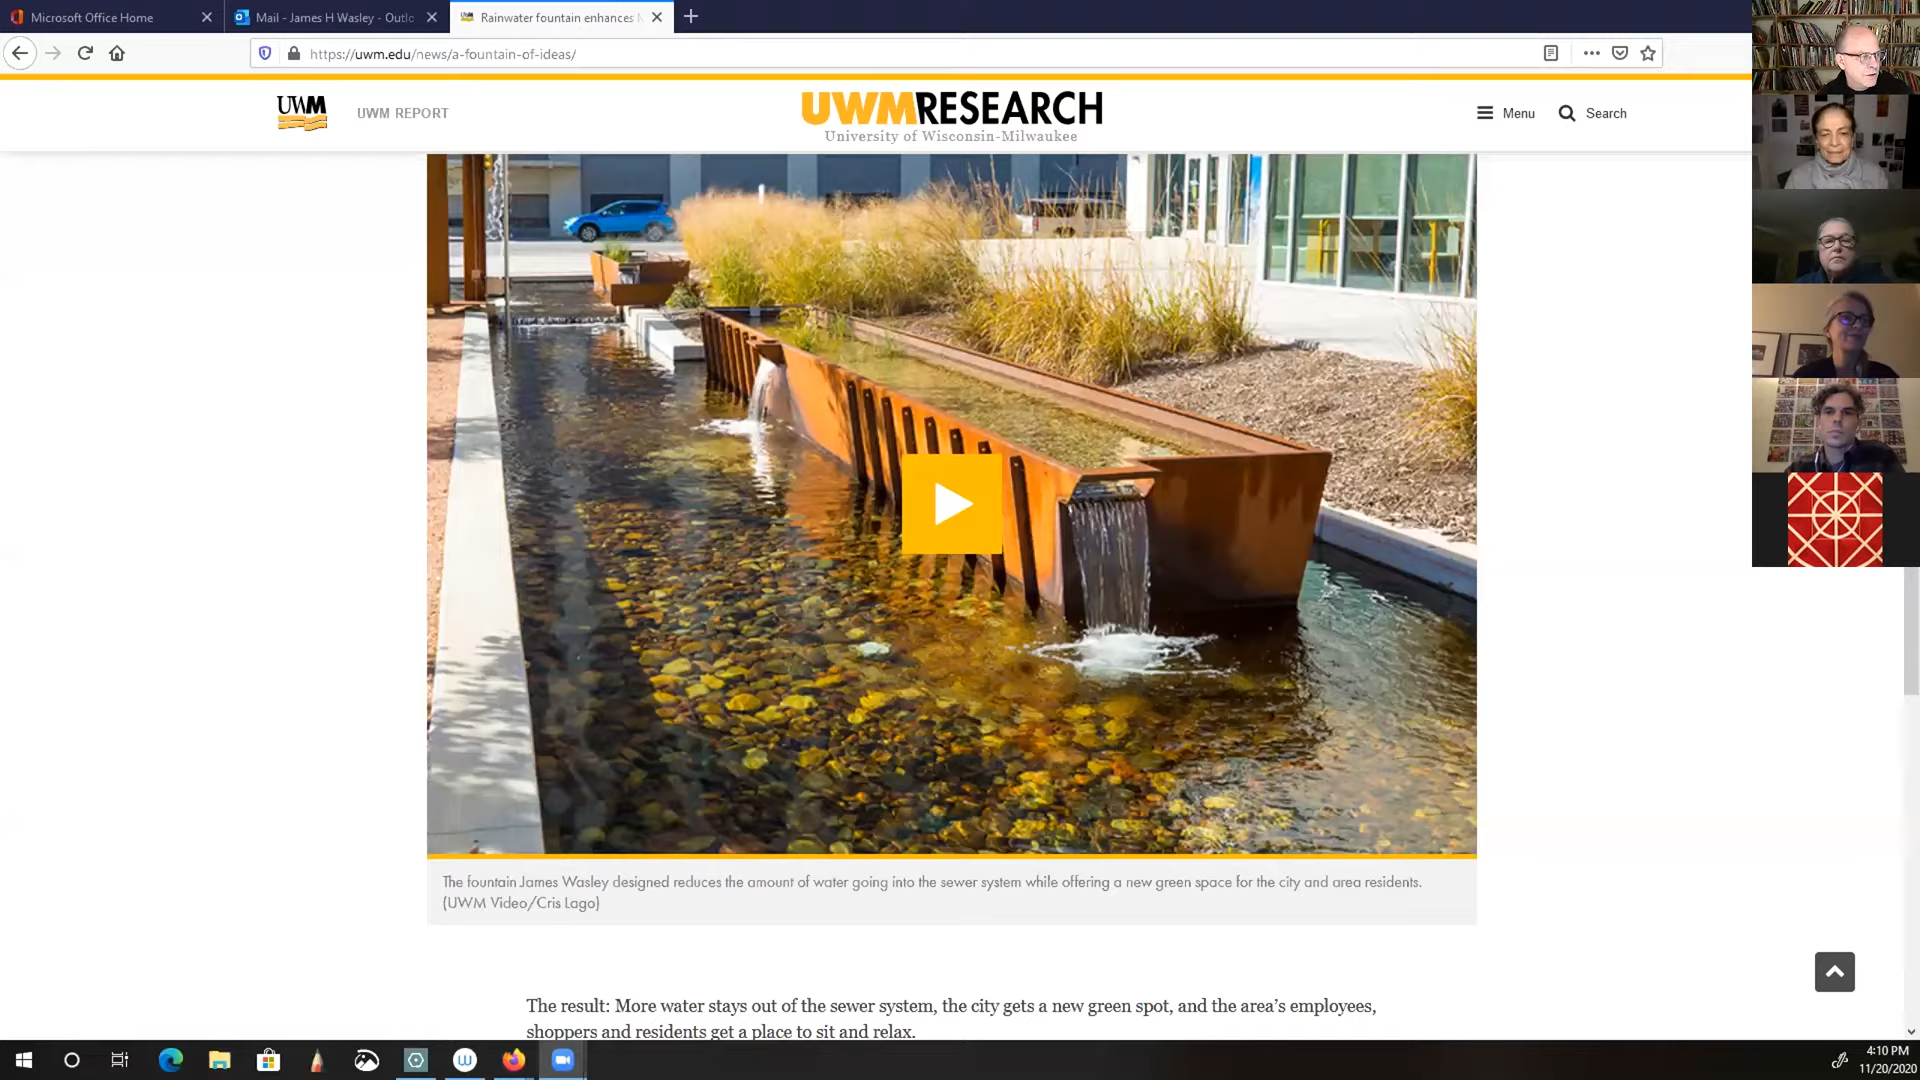 Microsoft Office Home
Mail - James H Wasley - Outlo
Rainwater fountain enhances
https://uwm.edu/news/a-fountain-of-ideas/
UWM
UWM REPORT
UWMRESEARCH
University of Wisconsin-Milwaukee
Menu
Search
The fountain James Wasley designed reduces the amount of water going into the sewer system while offering a new green space for the city and area residents.
(UWM Video/Cris Lago)
The result: More water stays out of the sewer system, the city gets a new green spot, and the area’s employees,
shoppers and residents get a place to sit and relax.
4:10 PM
11/20/2020